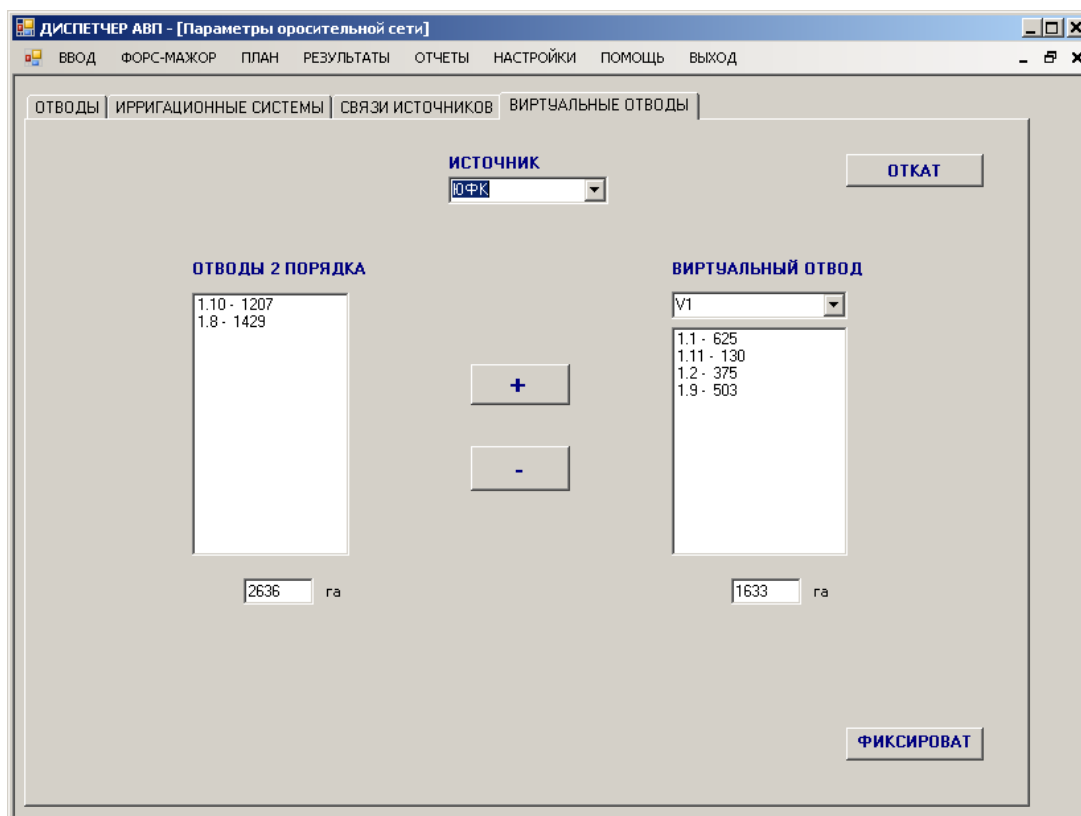 ДИСПЕТЧЕР АВП - [Параметры оросительной сети]
ВВОД ФОРС-МАЖОР ПЛАН РЕЗУЛЬТАТЫ ОТЧЕТЫ НАСТРОЙКИ ПОМОЩЬ ВЫХОД
ОТВОДЫ ИРРИГАЦИОННЫЕ СИСТЕМЫ СВЯЗИ ИСТОЧНИКОВ ВИРТУАЛЬНЫЕ ОТВОДЫ
ИСТОЧНИК
ЮФК
ОТКАТ
ОТВОДЫ 2 ПОРЯДКА
1.10 - 1207
1.8 - 1429
2636 га
+
-
ВИРТУАЛЬНЫЙ ОТВОД
V1
1.1 - 625
1.11 - 130
1.2 - 375
1.9 - 503
1633 га
ФИКСИРОВАТ